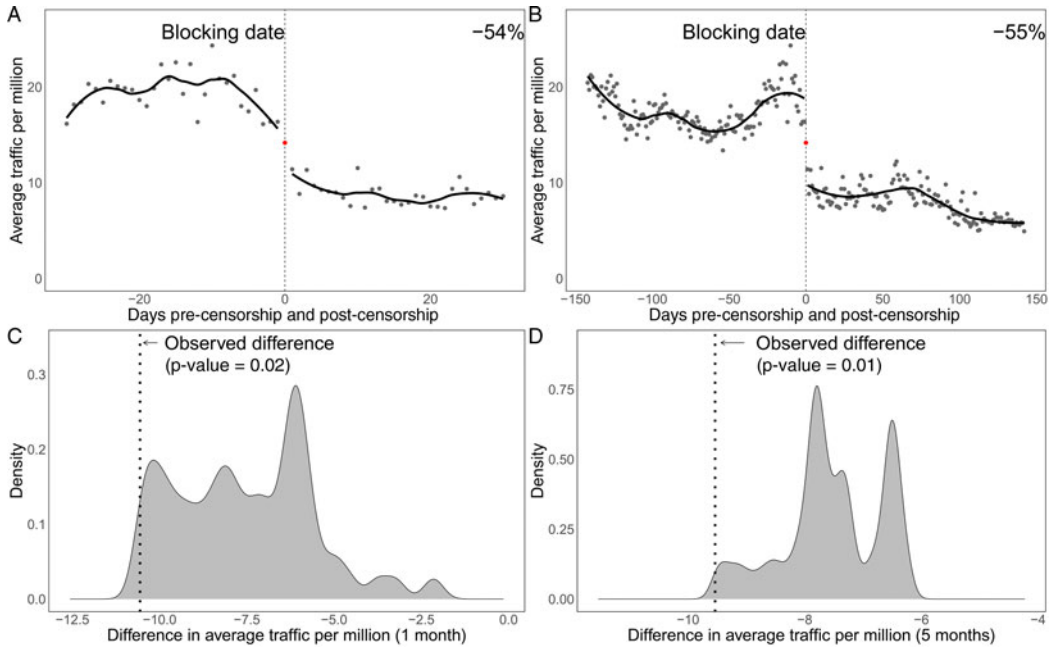 A
Blocking date
−54%
Average traffic per million
20
10
0
−20
0
20
Days pre−censorship and post−censorship
B
Blocking date
−55%
Average traffic per million
20
10
0
−150
−100
−50
0
50
100
150
Days pre−censorship and post−censorship
C
Observed difference
(p-value = 0.02)
Density
0.3
0.2
0.1
0.0
−12.5
−10.0
−7.5
−5.0
−2.5
0.0
Difference in average traffic per million (1 month)
D
Observed difference
(p-value = 0.01)
Density
0.75
0.50
0.25
0.00
−10
−8
−6
−4
Difference in average traffic per million (5 months)